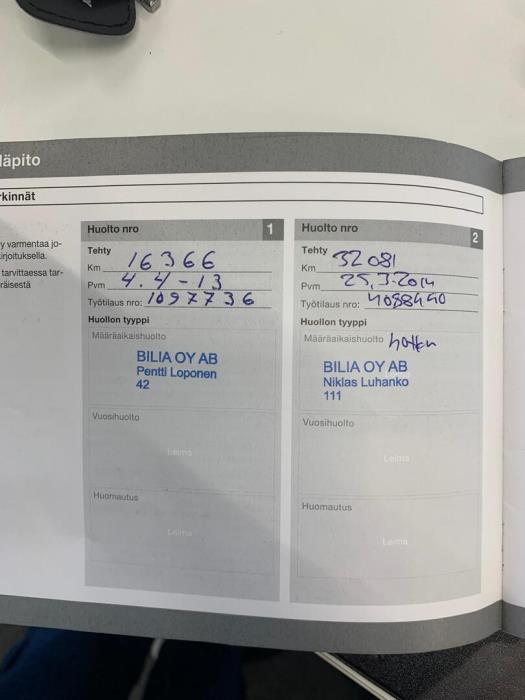 läpito
rkinnät
y varmentaa jo-
irjoituksella.
tarvittaessa tar-
räisestä
Huolto nro 1
Tehty
Km 16366
Pvm 4.4-13
Työtilaus nro: 1097736
Huollon tyyppi
Määräaikaishuolto
BILIA OY AB
Pentti Loponen
42
Vuosihuolto
Leima
Huomautus
Leima
Huolto nro 2
Tehty
Km 32081
Pvm 25.3.2014
Työtilaus nro: 4088440
Huollon tyyppi
Määräaikaishuolto
BILIA OY AB
Niklas Luhanko
111
Vuosihuolto
Leima
Huomautus
Leima